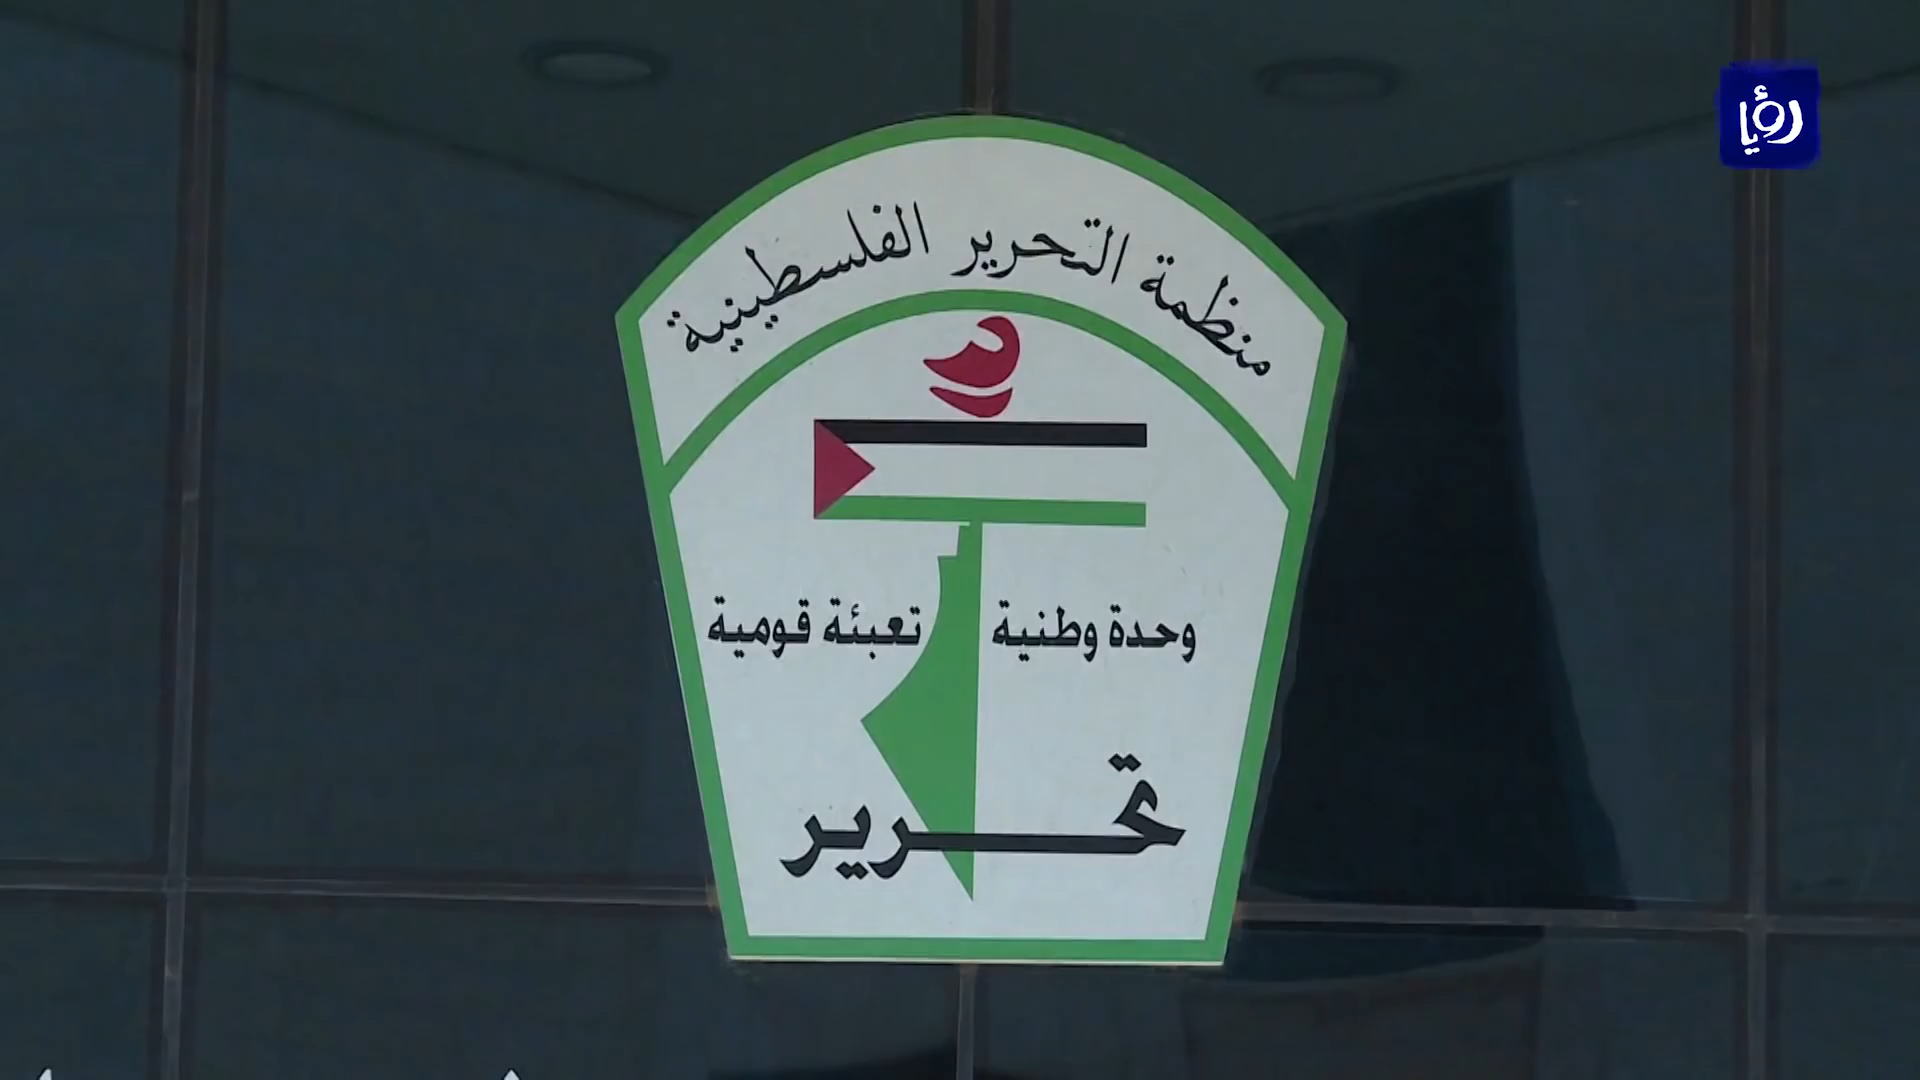 رؤيا
منظمة التحرير الفلسطينية
وحدة وطنية تعبئة قومية
تحرير